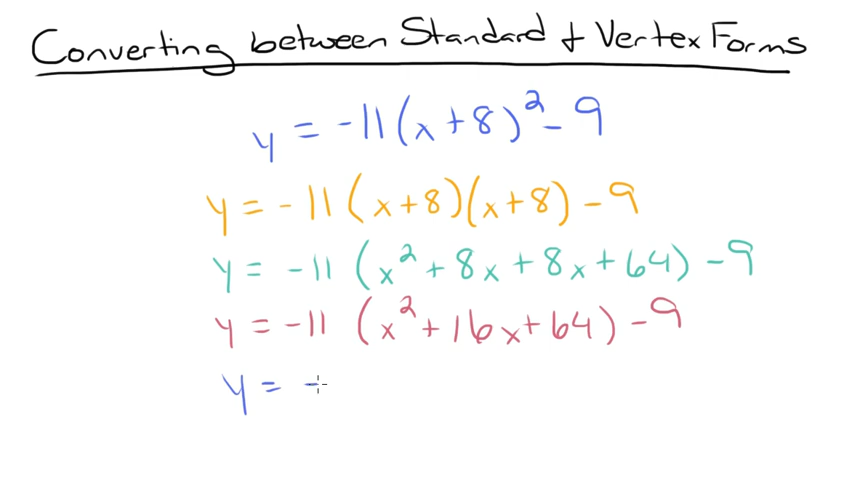 Converting between Standard + Vertex Forms
y = -11(x+8)² - 9
y = -11(x+8)(x+8) - 9
y = -11(x² + 8x + 8x + 64) - 9
y = -11(x² + 16x + 64) - 9
y = -